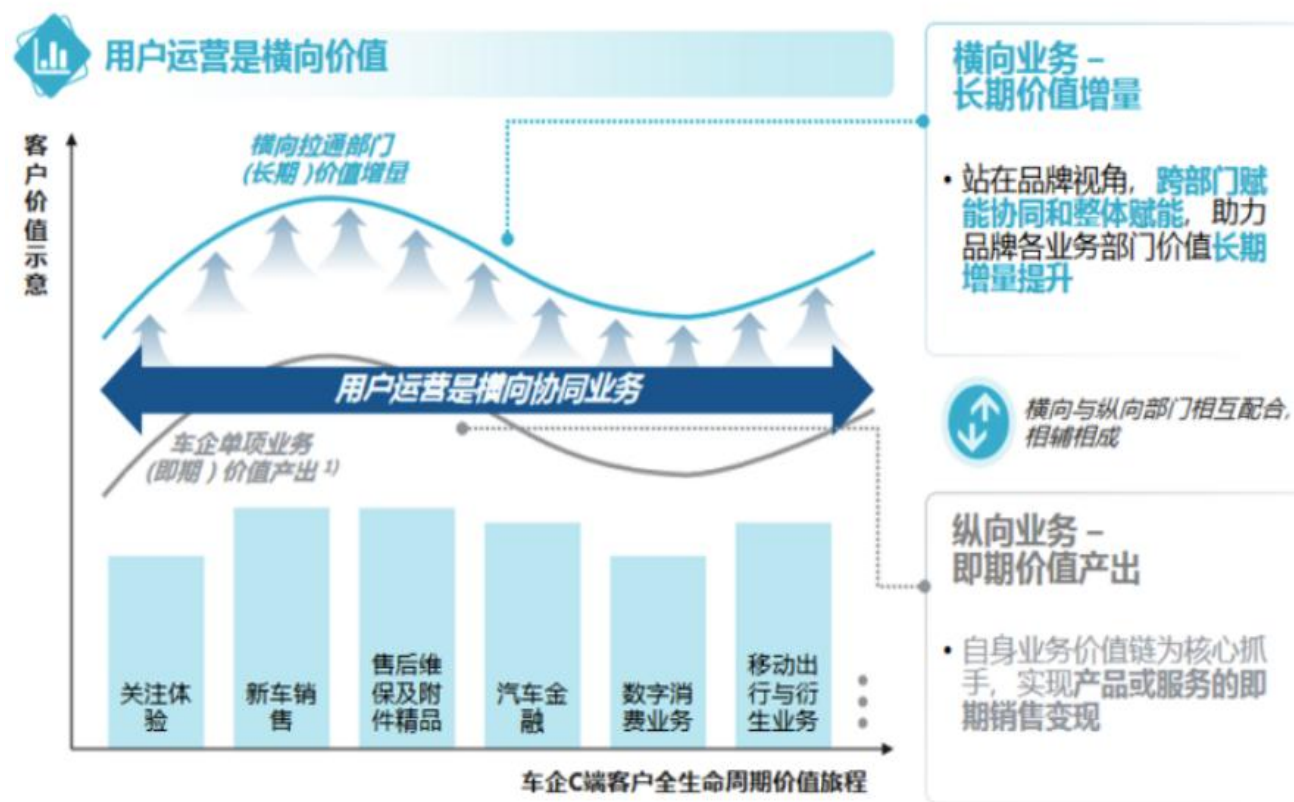 用户运营是横向价值
客户价值示意
横向拉通部门
(长期 )价值增量
用户运营是横向协同业务
车企单项业务
(即期 ) 价值产出 1)
关注体
验
新车销
售
售后维
保及附
件精品
汽车金
融
数字消
费业务
移动出
行与衍
生业务
车企C端客户全生命周期价值旅程
横向业务 –
长期价值增量
• 站在品牌视角，跨部门赋
能协同和整体赋能，助力
品牌各业务部门价值长期
增量提升
横向与纵向部门相互配合,
相辅相成
纵向业务 –
即期价值产出
• 自身业务价值链为核心抓
手，实现产品或服务的即
期销售变现